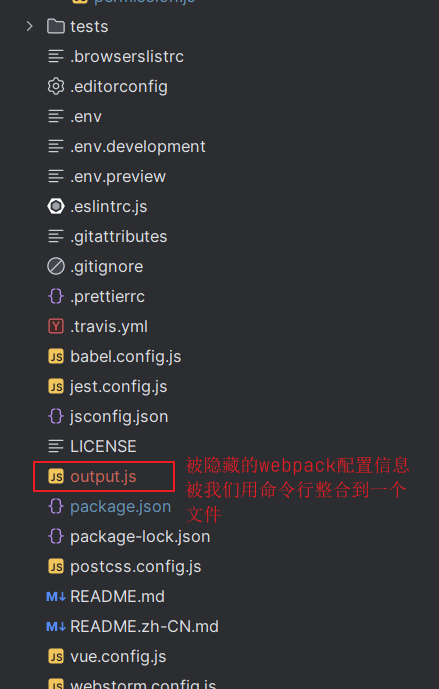 permission.js
tests
.browserslistrc
.editorconfig
.env
.env.development
.env.preview
.eslintrc.js
.gitattributes
.gitignore
.prettierrc
.travis.yml
babel.config.js
jest.config.js
jsconfig.json
LICENSE
output.js
被隐藏的webpack配置信息
被我们用命令行整合到一个
文件
package.json
package-lock.json
postcss.config.js
README.md
README.zh-CN.md
vue.config.js
webstorm.config.js